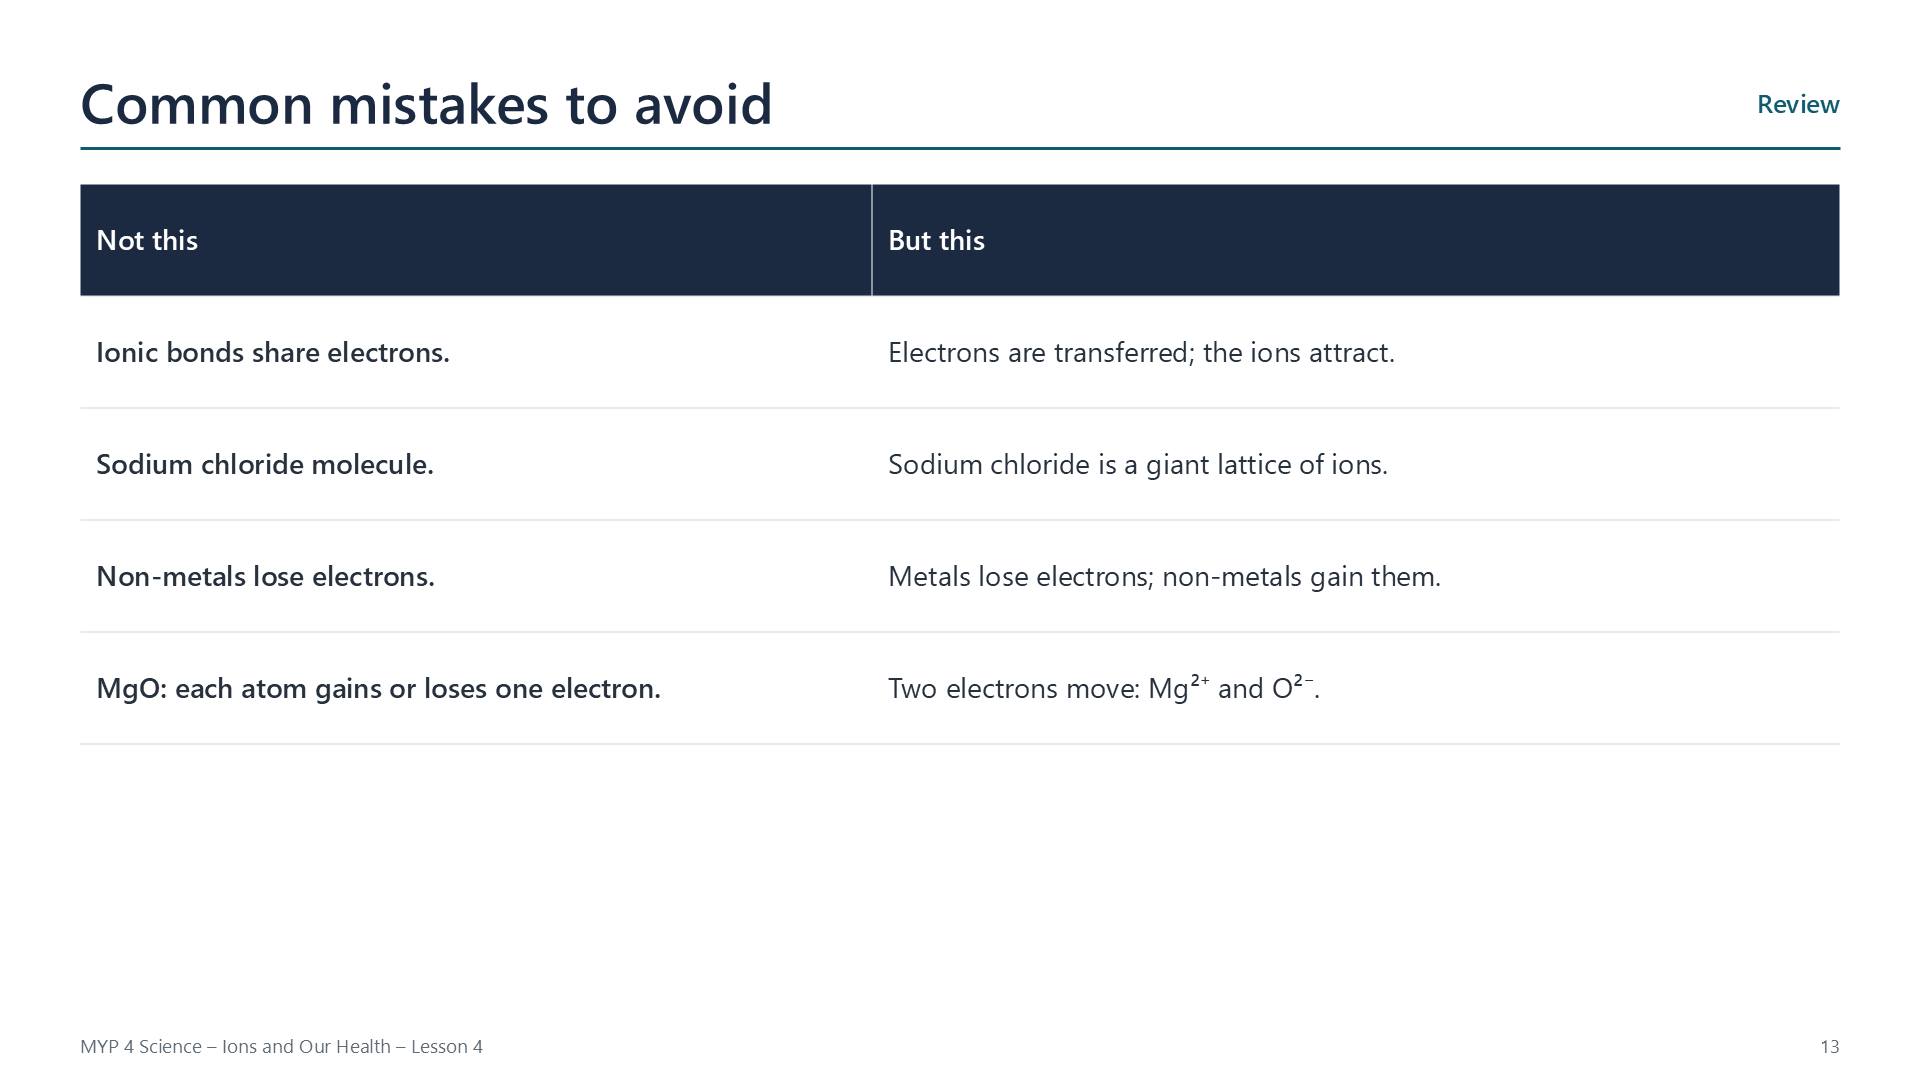 Common mistakes to avoid
Review
Not this
But this
Ionic bonds share electrons.
Electrons are transferred; the ions attract.
Sodium chloride molecule.
Sodium chloride is a giant lattice of ions.
Non-metals lose electrons.
Metals lose electrons; non-metals gain them.
MgO: each atom gains or loses one electron.
Two electrons move: Mg²⁺ and O²⁻.
MYP 4 Science – Ions and Our Health – Lesson 4
13